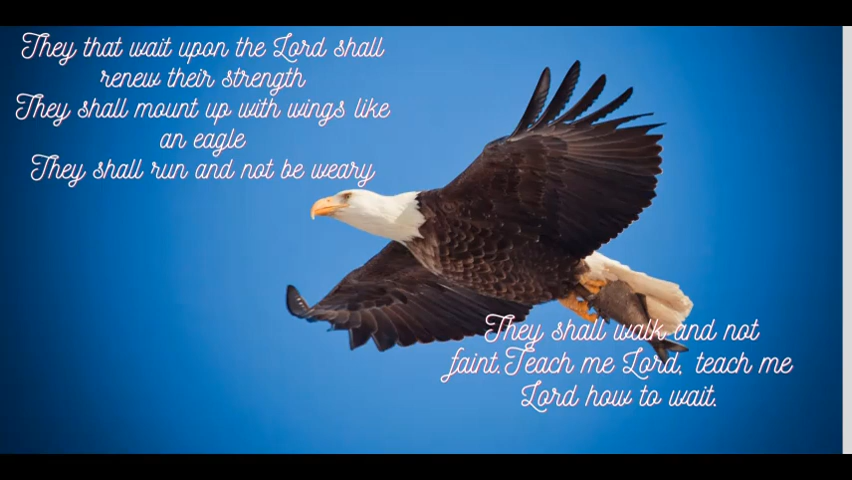 They that wait upon the Lord shall
renew their strength
They shall mount up with wings like
an eagle
They shall run and not be weary
They shall walk and not
faint.Teach me Lord, teach me
Lord how to wait.